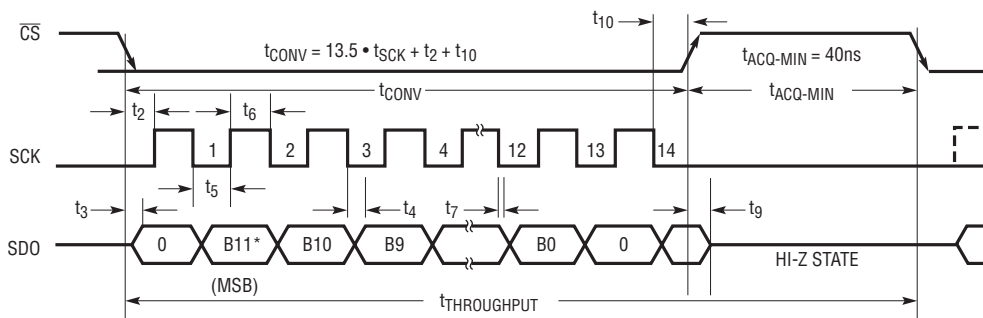 t10
CS
tCONV = 13.5 • tSCK + t2 + t10
tACQ-MIN = 40ns
tCONV
tACQ-MIN
t2
t6
SCK
1
2
3
4
12
13
14
t5
t3
t4
t7
t9
SDO
0
B11*
B10
B9
B0
0
HI-Z STATE
(MSB)
tTHROUGHPUT